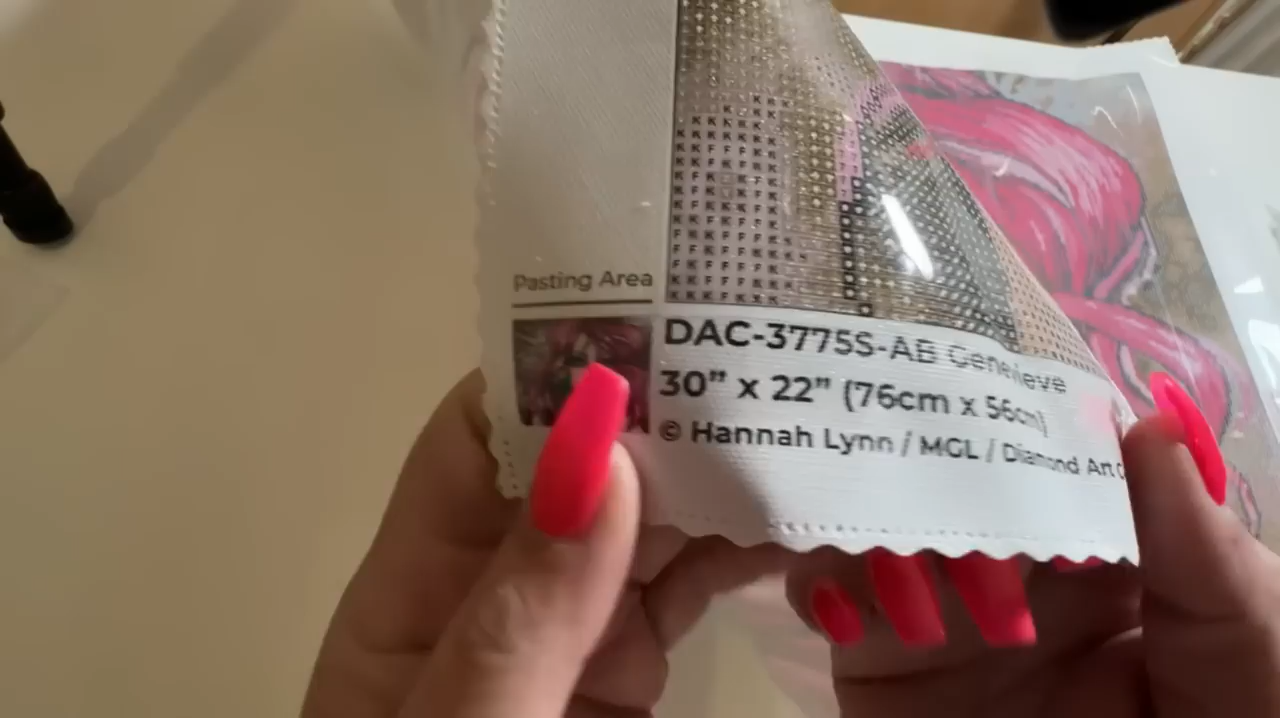 Pasting Area
DAC-3775S-AB Genevieve
30” x 22” (76cm x 56cm)
© Hannah Lynn / MGL / Diamond Art